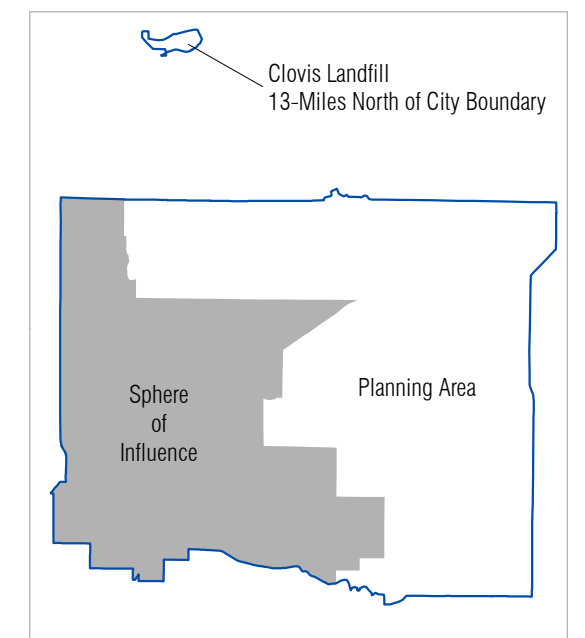 Clovis Landfill
13-Miles North of City Boundary
Planning Area
Sphere
of
Influence